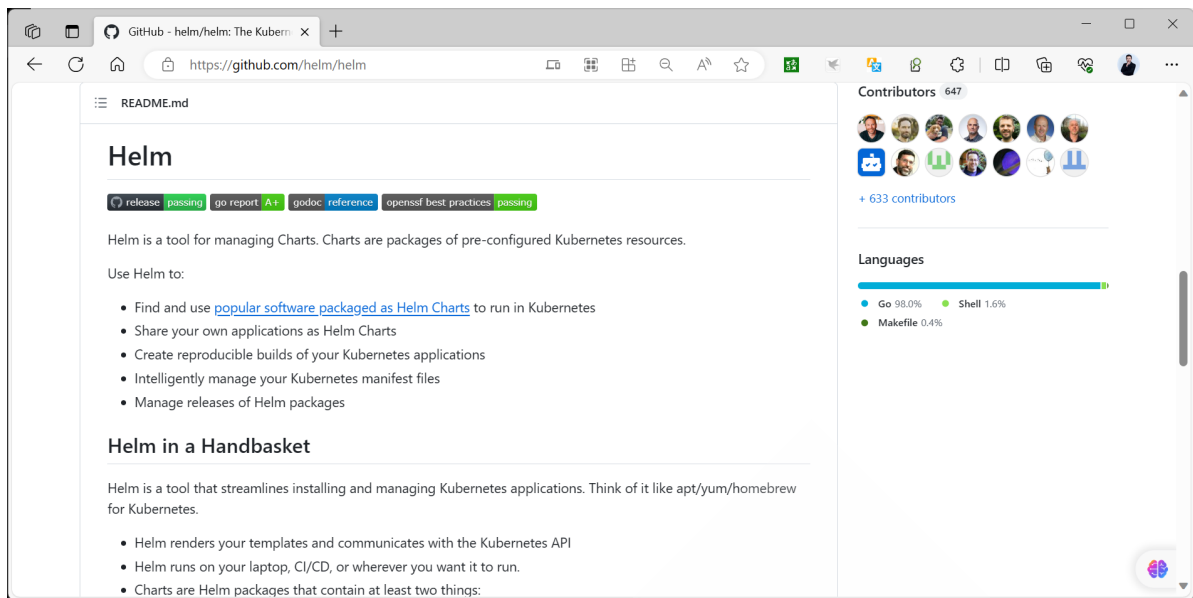 GitHub - helm/helm: The Kubern
https://github.com/helm/helm
README.md
Helm
release passing go report A+ godoc reference openssf best practices passing
Helm is a tool for managing Charts. Charts are packages of pre-configured Kubernetes resources.
Use Helm to:
• Find and use popular software packaged as Helm Charts to run in Kubernetes
• Share your own applications as Helm Charts
• Create reproducible builds of your Kubernetes applications
• Intelligently manage your Kubernetes manifest files
• Manage releases of Helm packages
Helm in a Handbasket
Helm is a tool that streamlines installing and managing Kubernetes applications. Think of it like apt/yum/homebrew
for Kubernetes.
• Helm renders your templates and communicates with the Kubernetes API
• Helm runs on your laptop, CI/CD, or wherever you want it to run.
• Charts are Helm packages that contain at least two things:
Contributors 647
+ 633 contributors
Languages
Go 98.0% Shell 1.6%
Makefile 0.4%